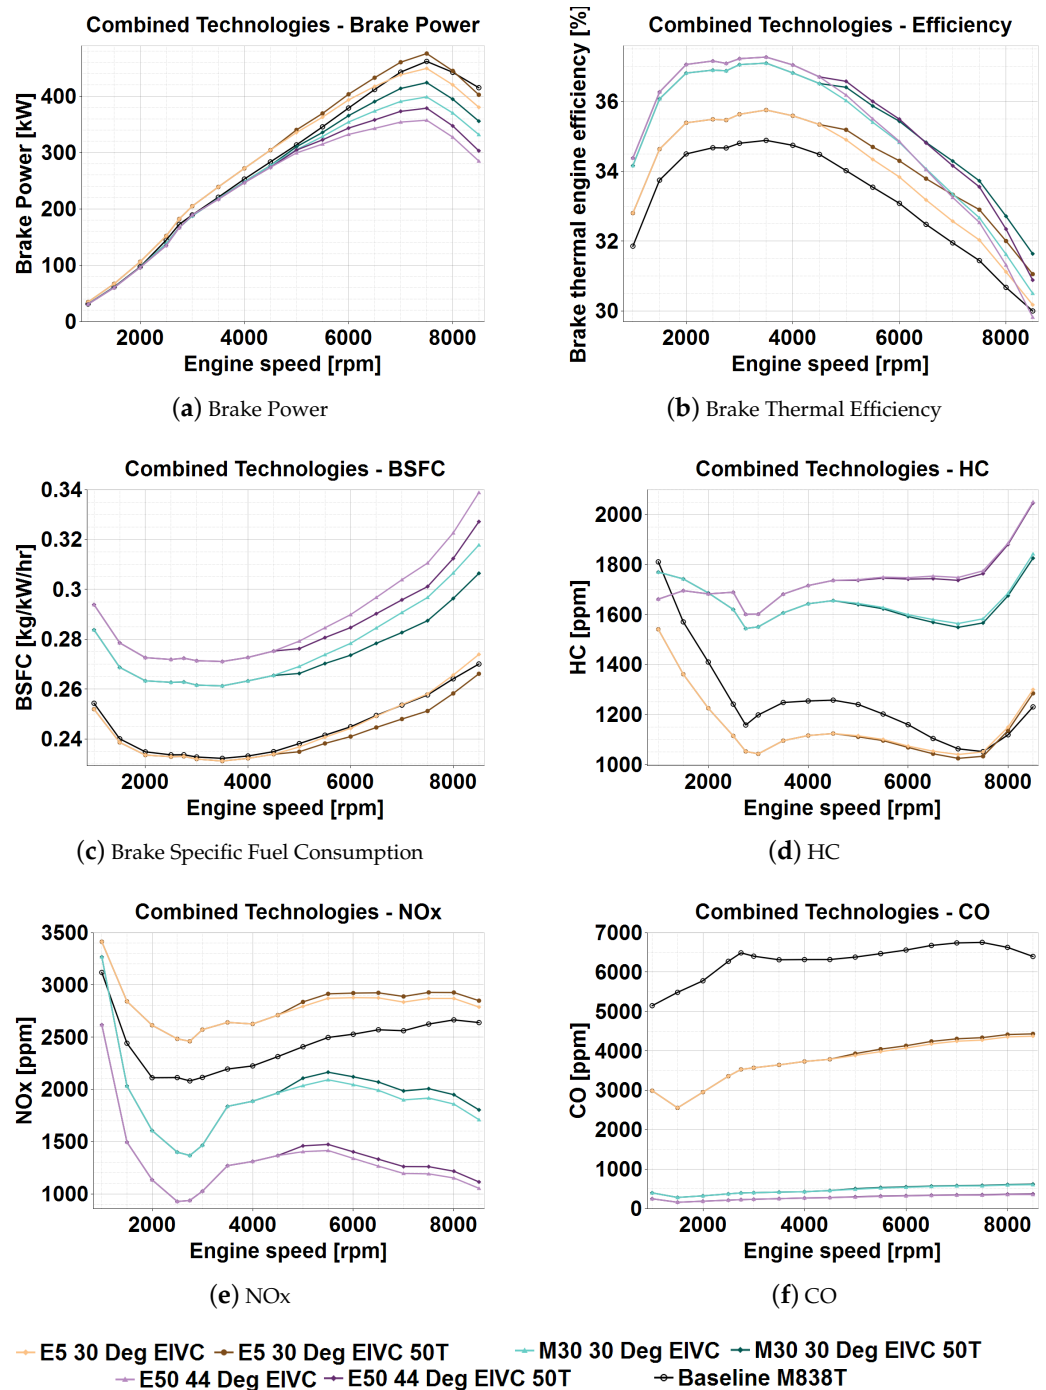 Combined Technologies - Brake Power
Brake Power [kW]
400
300
200
100
0
2000 4000 6000 8000
Engine speed [rpm]
(a) Brake Power
Combined Technologies - Efficiency
Brake thermal engine efficiency [%]
36
34
32
30
2000 4000 6000 8000
Engine speed [rpm]
(b) Brake Thermal Efficiency
Combined Technologies - BSFC
BSFC [kg/kW/hr]
0.34
0.32
0.3
0.28
0.26
0.24
2000 4000 6000 8000
Engine speed [rpm]
(c) Brake Specific Fuel Consumption
Combined Technologies - HC
HC [ppm]
2000
1800
1600
1400
1200
1000
2000 4000 6000 8000
Engine speed [rpm]
(d) HC
Combined Technologies - NOx
NOx [ppm]
3500
3000
2500
2000
1500
1000
2000 4000 6000 8000
Engine speed [rpm]
(e) NOx
Combined Technologies - CO
CO [ppm]
7000
6000
5000
4000
3000
2000
1000
0
2000 4000 6000 8000
Engine speed [rpm]
(f) CO
E5 30 Deg EIVC E5 30 Deg EIVC 50T M30 30 Deg EIVC M30 30 Deg EIVC 50T
E50 44 Deg EIVC E50 44 Deg EIVC 50T Baseline M838T